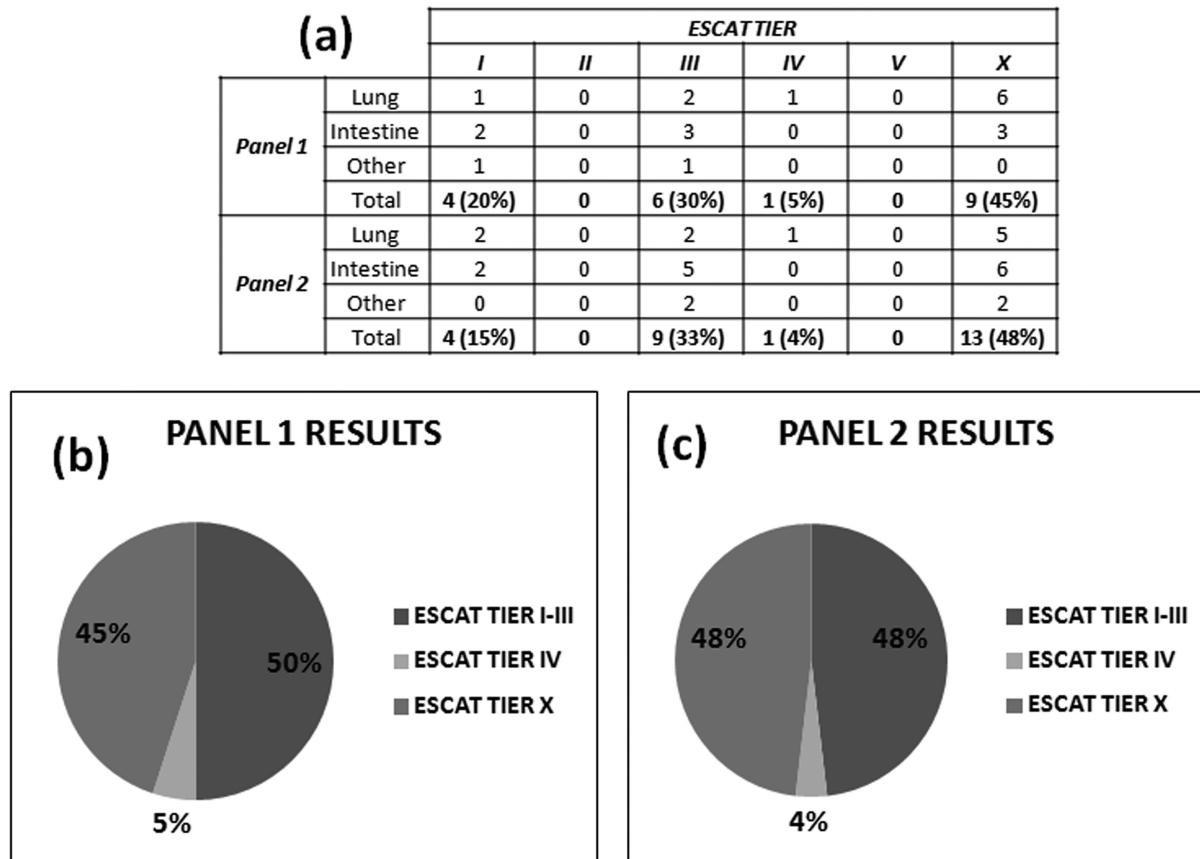 (a)
ESCAT TIER
I II III IV V X
Panel 1
Lung 1 0 2 1 0 6
Intestine 2 0 3 0 0 3
Other 1 0 1 0 0 0
Total 4 (20%) 0 6 (30%) 1 (5%) 0 9 (45%)
Panel 2
Lung 2 0 2 1 0 5
Intestine 2 0 5 0 0 6
Other 0 0 2 0 0 2
Total 4 (15%) 0 9 (33%) 1 (4%) 0 13 (48%)
(b)
PANEL 1 RESULTS
45%
50%
5%
ESCAT TIER I-III
ESCAT TIER IV
ESCAT TIER X
(c)
PANEL 2 RESULTS
48%
48%
4%
ESCAT TIER I-III
ESCAT TIER IV
ESCAT TIER X